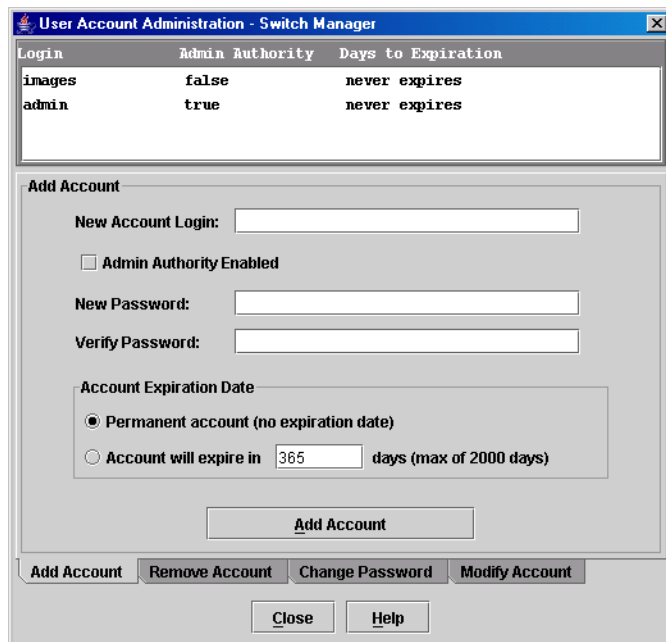 User Account Administration - Switch Manager
Login Admin Authority Days to Expiration
images false never expires
admin true never expires
Add Account
New Account Login:
Admin Authority Enabled
New Password:
Verify Password:
Account Expiration Date
Permanent account (no expiration date)
Account will expire in 365 days (max of 2000 days)
Add Account
Add Account Remove Account Change Password Modify Account
Close Help